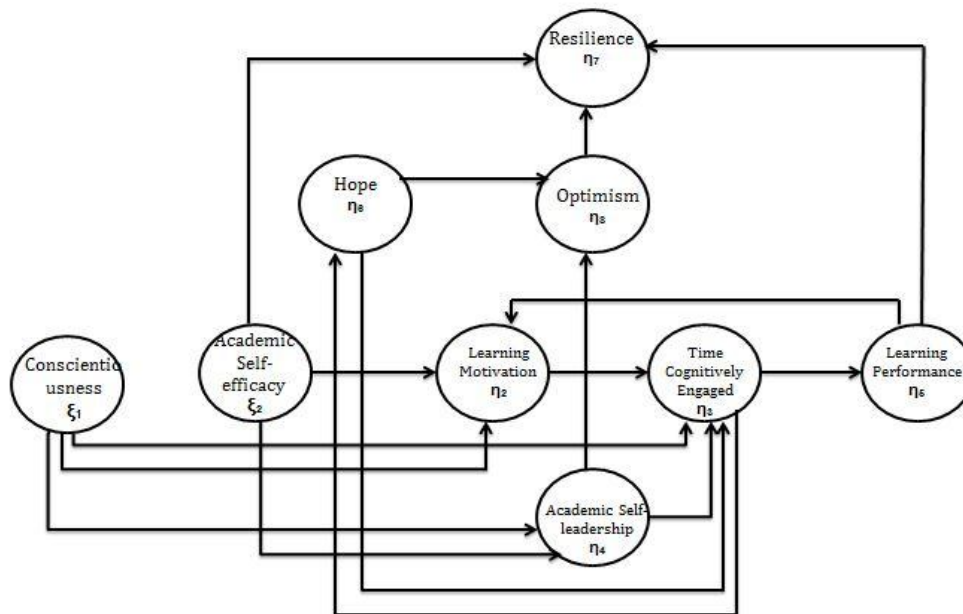 Resilience
η₇
Hope
η₆
Optimism
η₈
Conscientio
usness
ξ₁
Academic
Self-
efficacy
ξ₂
Learning
Motivation
η₂
Time
Cognitively
Engaged
η₃
Learning
Performance
η₅
Academic Self-
leadership
η₄